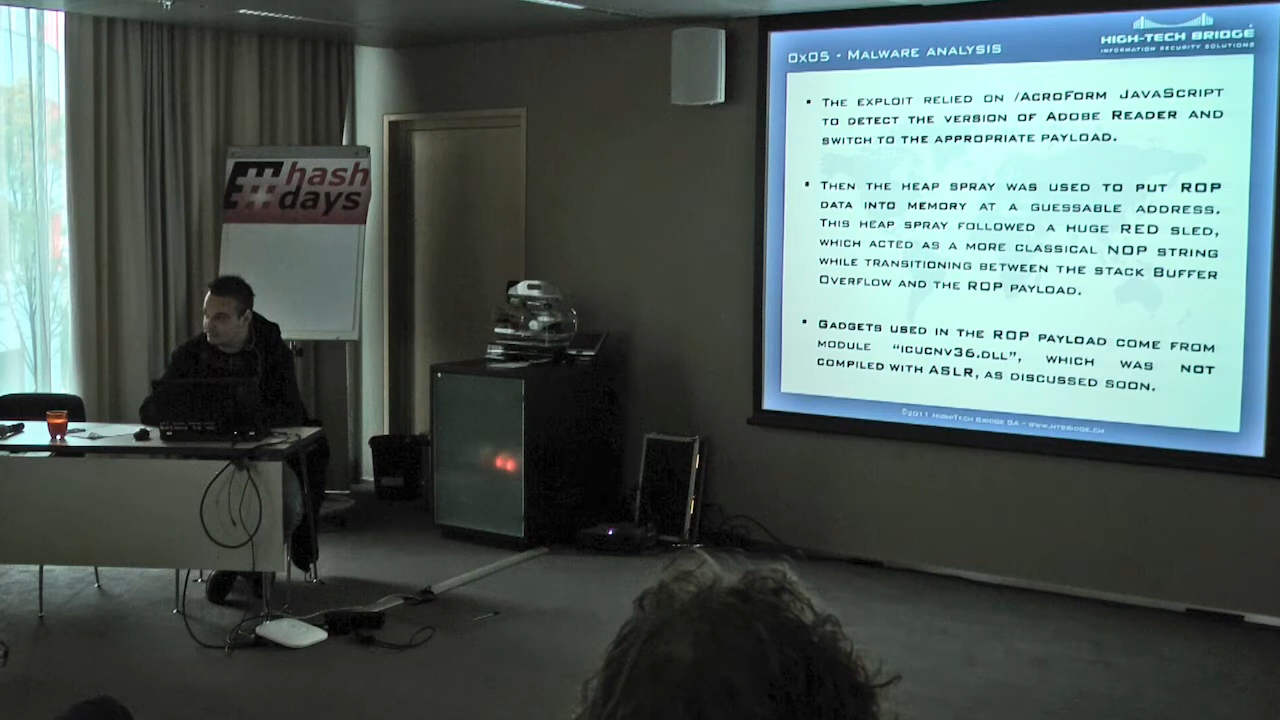 hash
days
0x05 - Malware analysis
HIGH-TECH BRIDGE®
INFORMATION SECURITY SOLUTIONS
▪ The exploit relied on /AcroForm JavaScript
to detect the version of Adobe Reader and
switch to the appropriate payload.
▪ Then the heap spray was used to put ROP
data into memory at a guessable address.
This heap spray followed a huge RED sled,
which acted as a more classical NOP string
while transitioning between the stack Buffer
Overflow and the ROP payload.
▪ Gadgets used in the ROP payload come from
module "icucnv36.dll", which was not
compiled with ASLR, as discussed soon.
©2011 High-Tech Bridge SA – www.htbridge.ch